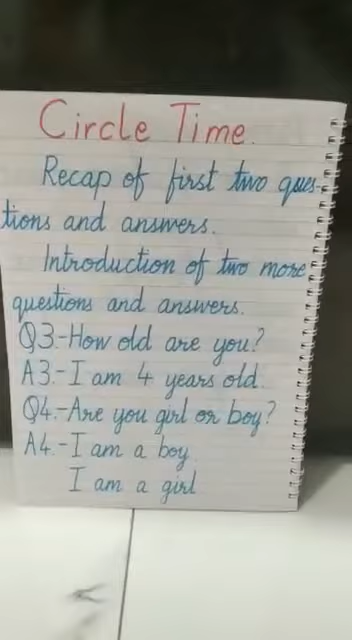 Circle Time.
Recap of first two ques-
tions and answers.
Introduction of two more
questions and answers.
Q3.-How old are you?
A3.-I am 4 years old.
Q4.-Are you girl or boy?
A4.-I am a boy
I am a girl